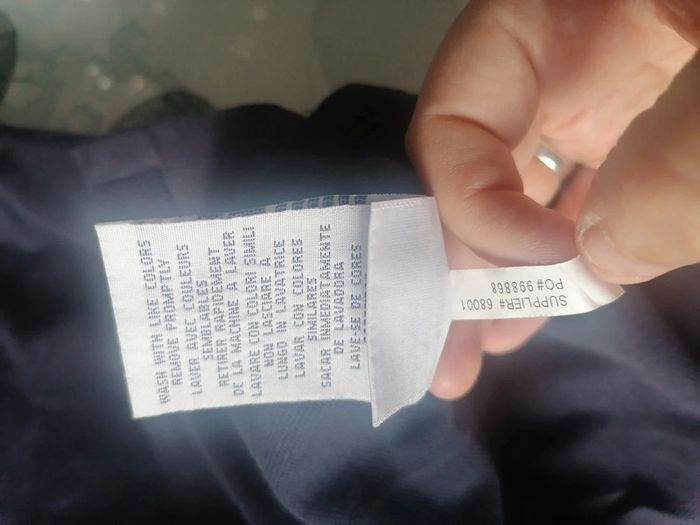 WASH WITH LIKE COLORS
REMOVE PROMPTLY
LAVER AVEC COULEURS
SEMBLABLES
RETIRER RAPIDEMENT
DE LA MACHINE A LAVER
LAVARE CON COLORI SIMILI
NON LASCIARE A
LUNGO IN LAVATRICE
LAVAR CON COLORES
SIMILARES
SACAR INMEDIATAMENTE
DE LAVADORA
LAVE-SE DE CORES
SUPPLIER# 68001
PO# 998868